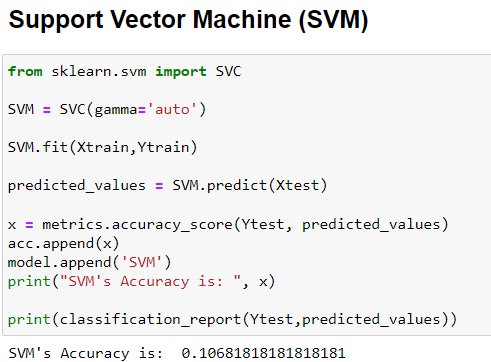 Support Vector Machine (SVM)
from sklearn.svm import SVC
SVM = SVC(gamma='auto')
SVM.fit(Xtrain,Ytrain)
predicted_values = SVM.predict(Xtest)
x = metrics.accuracy_score(Ytest, predicted_values)
acc.append(x)
model.append('SVM')
print("SVM's Accuracy is: ", x)
print(classification_report(Ytest,predicted_values))
SVM's Accuracy is:  0.10681818181818181